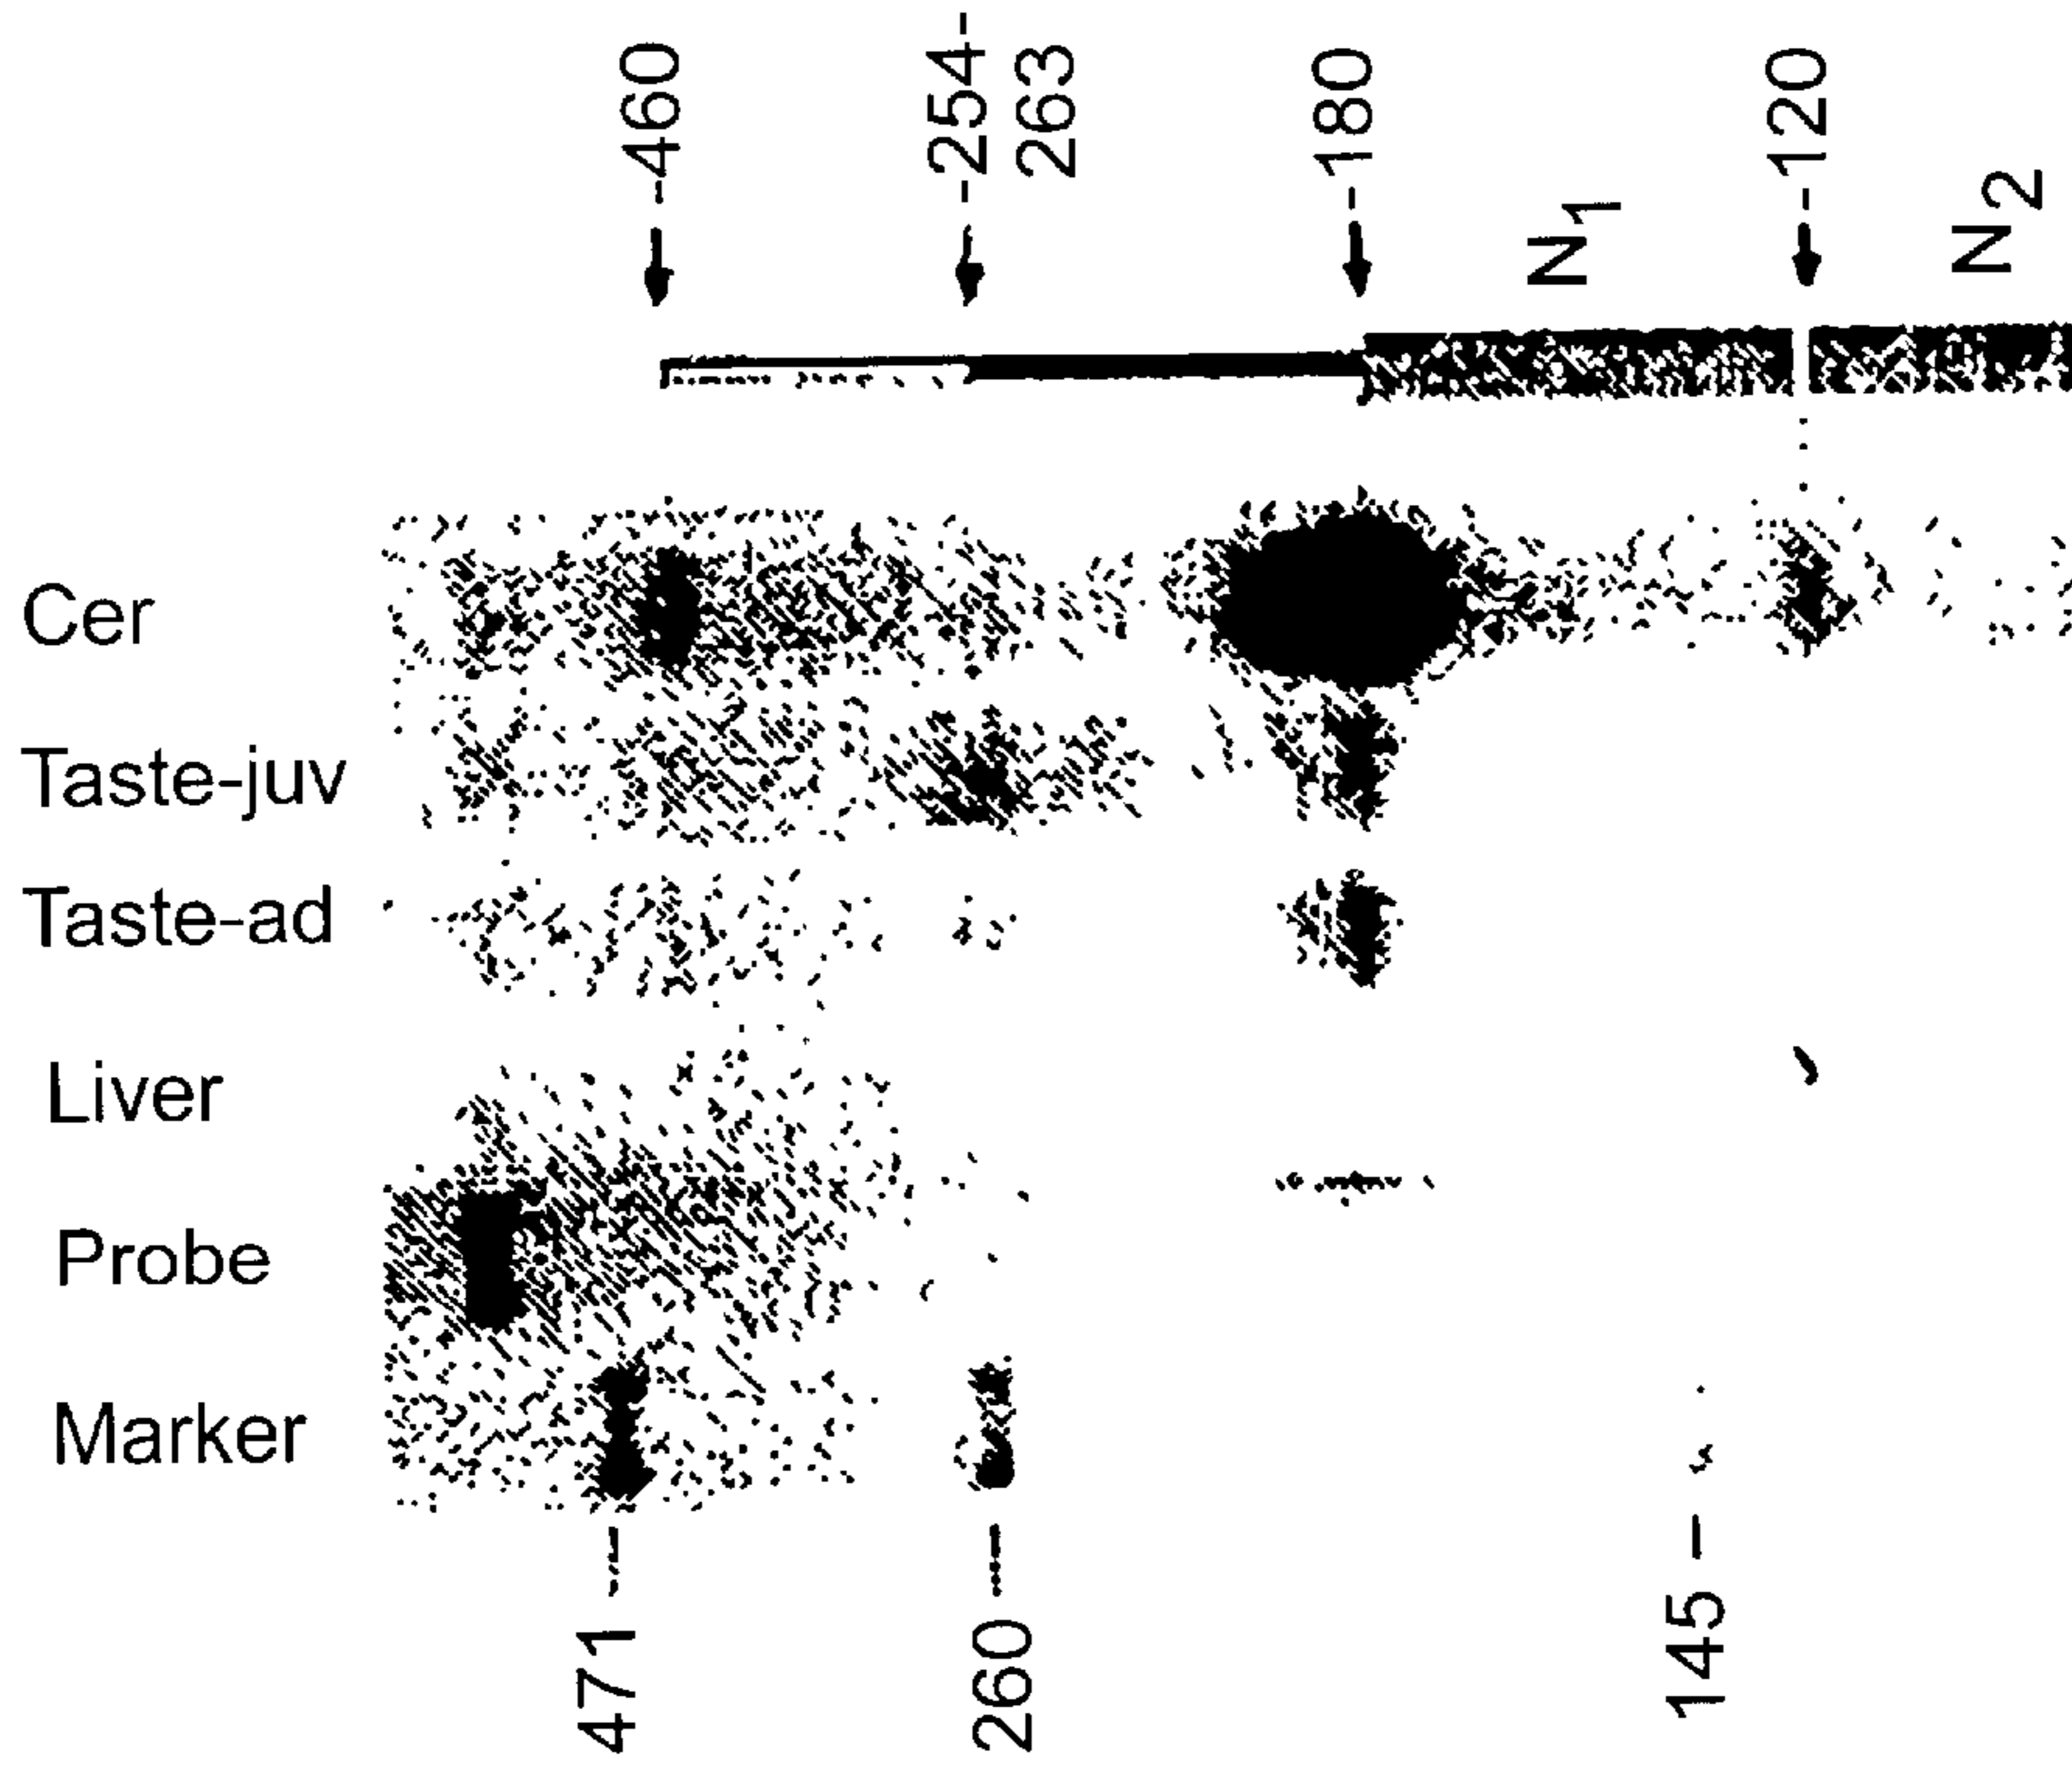 -460
-254-
263
-180
-120
N1
N2
Cer
Taste-juv
Taste-ad
Liver
Probe
Marker
471
260
145